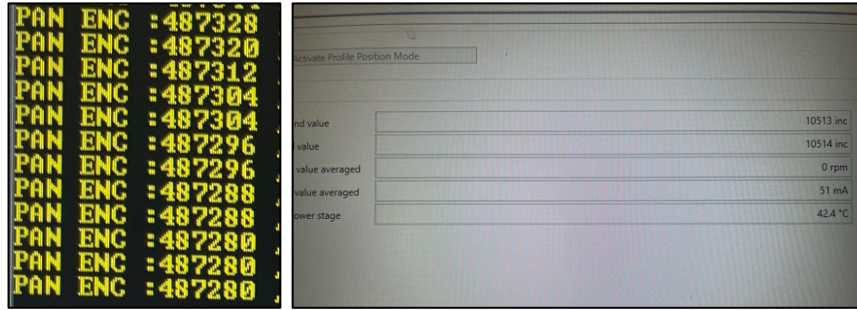 PAN ENC :487328
PAN ENC :487320
PAN ENC :487312
PAN ENC :487304
PAN ENC :487304
PAN ENC :487296
PAN ENC :487296
PAN ENC :487288
PAN ENC :487288
PAN ENC :487280
PAN ENC :487280
PAN ENC :487280
Activate Profile Position Mode
nd value 10513 inc
value 10514 inc
value averaged 0 rpm
value averaged 51 mA
ower stage 42.4 °C